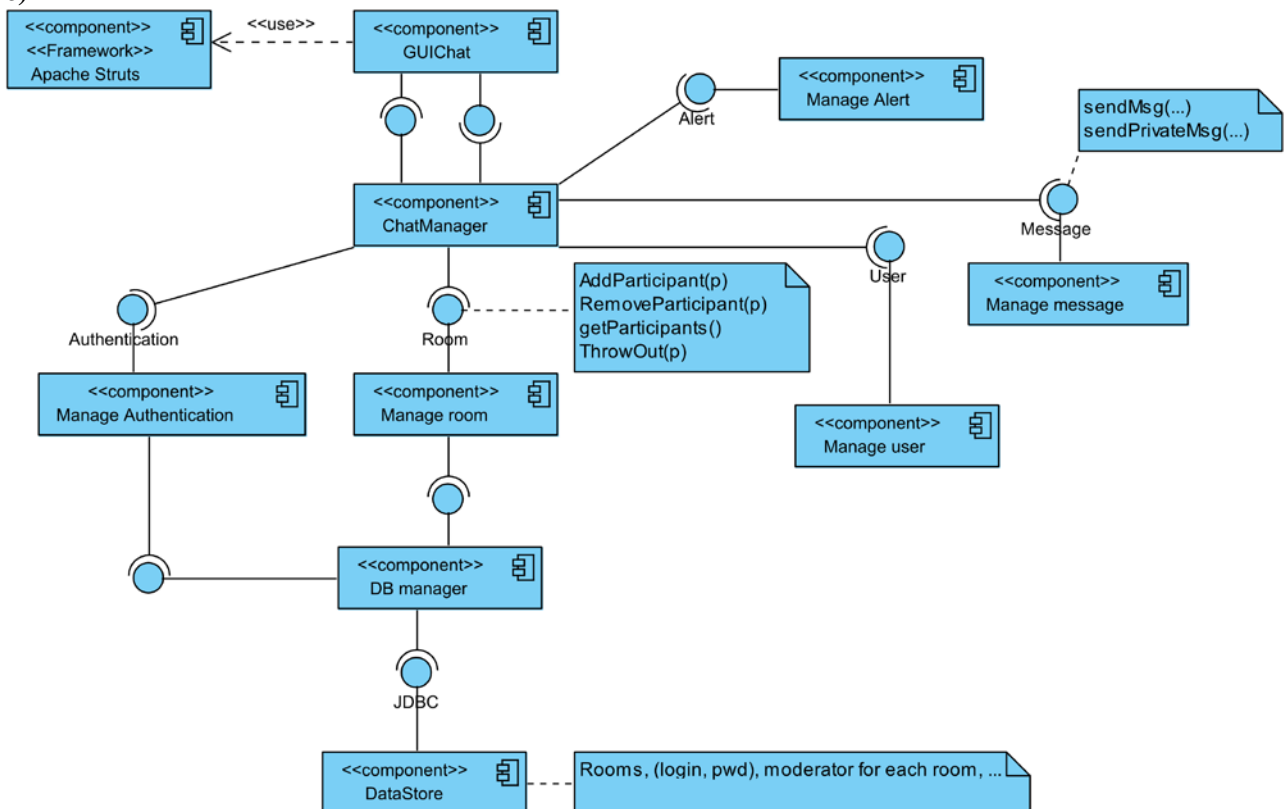 <<component>>
<<Framework>>
Apache Struts
<<use>>
<<component>>
GUIChat
<<component>>
Manage Alert
Alert
sendMsg(...)
sendPrivateMsg(...)
<<component>>
ChatManager
Message
User
<<component>>
Manage message
AddParticipant(p)
RemoveParticipant(p)
getParticipants()
ThrowOut(p)
Authentication
Room
<<component>>
Manage Authentication
<<component>>
Manage room
<<component>>
Manage user
<<component>>
DB manager
JDBC
<<component>>
DataStore
Rooms, (login, pwd), moderator for each room, ...